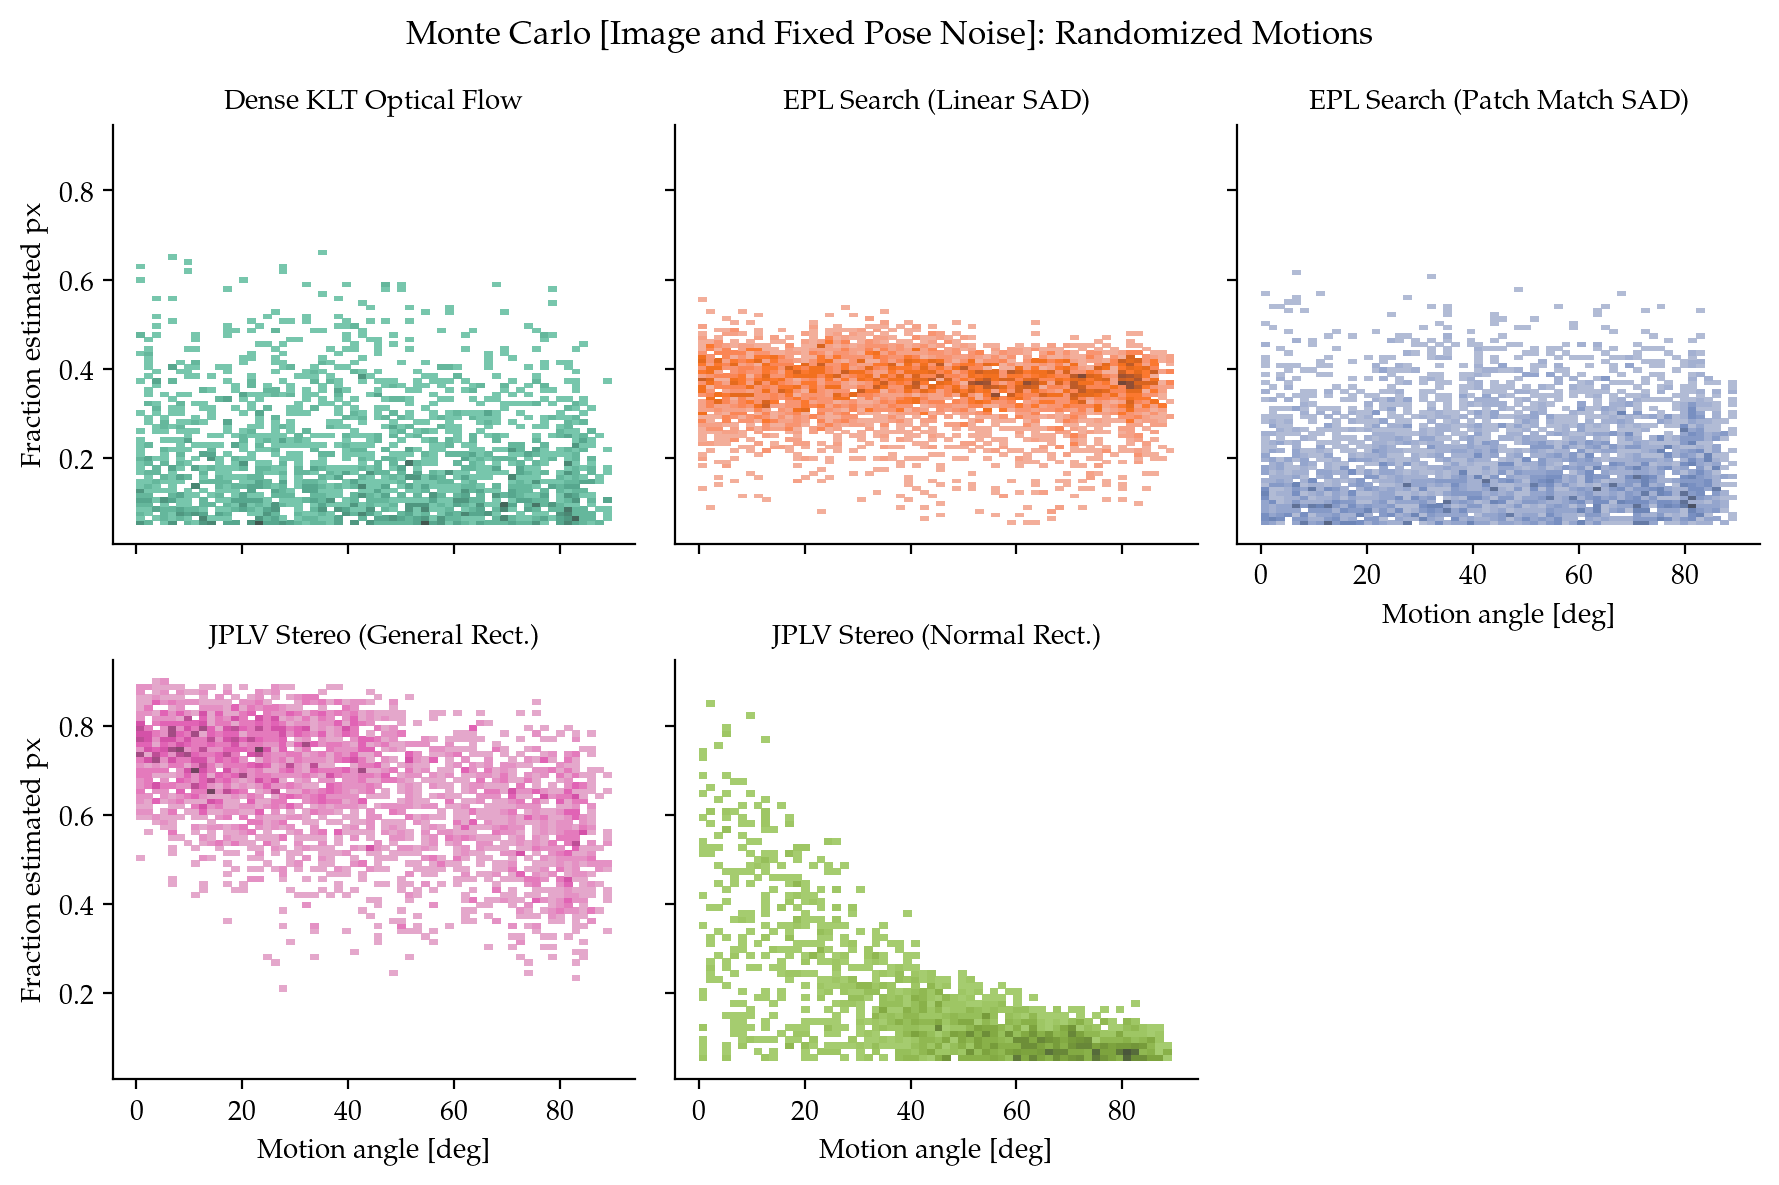 Monte Carlo [Image and Fixed Pose Noise]: Randomized Motions
Dense KLT Optical Flow
EPL Search (Linear SAD)
EPL Search (Patch Match SAD)
Fraction estimated px
0.8
0.6
0.4
0.2
0 20 40 60 80
Motion angle [deg]
JPLV Stereo (General Rect.)
JPLV Stereo (Normal Rect.)
Fraction estimated px
0.8
0.6
0.4
0.2
0 20 40 60 80
0 20 40 60 80
Motion angle [deg]
Motion angle [deg]